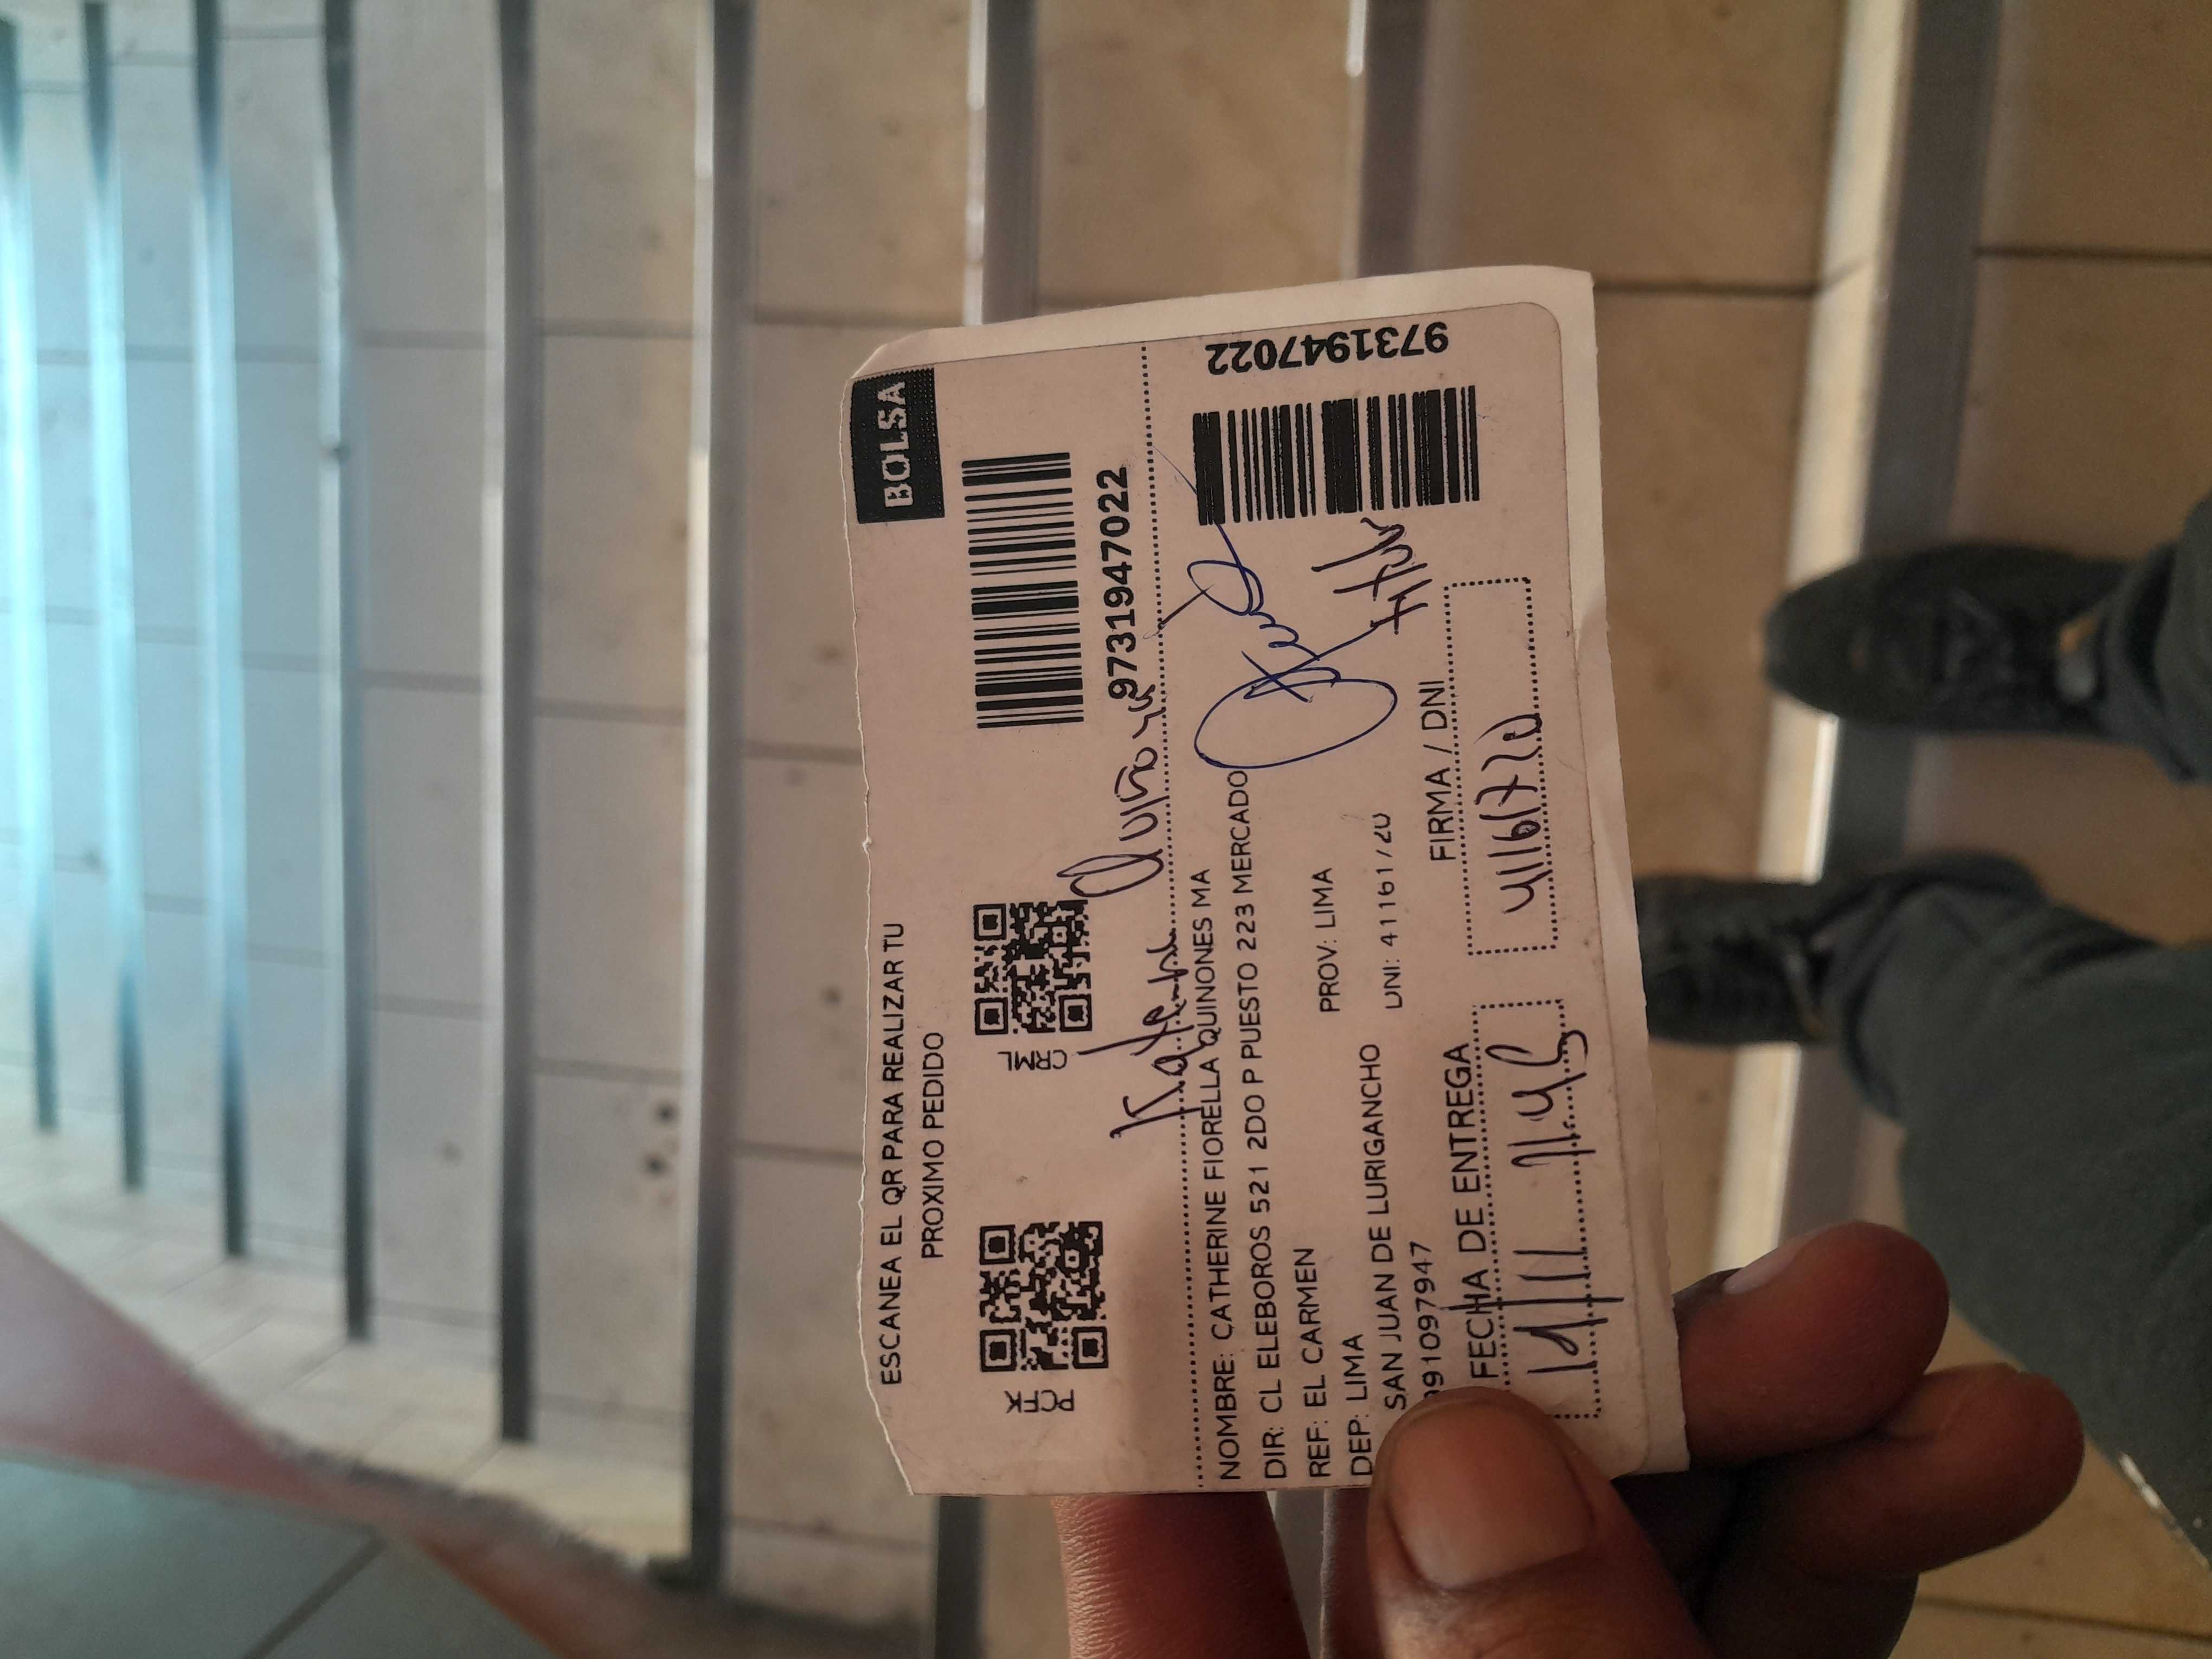 BOLSA
ESCANEA EL QR PARA REALIZAR TU
PROXIMO PEDIDO
PCFK
CRML
9731947022
NOMBRE: CATHERINE FIORELLA QUINONES MA
DIR: CL ELEBOROS 521 2DO P PUESTO 223 MERCADO
REF: EL CARMEN
DEP: LIMA
PROV: LIMA
SAN JUAN DE LURIGANCHO
991097947
FECHA DE ENTREGA
FIRMA / DNI
41161720
9731947022